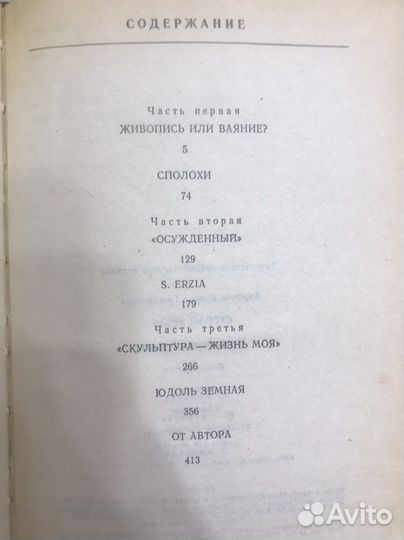 СОДЕРЖАНИЕ
Часть первая
ЖИВОПИСЬ ИЛИ ВАЯНИЕ?
5
СПОЛОХИ
74
Часть вторая
«ОСУЖДЕННЫЙ»
129
S. ERZIA
179
Часть третья
«СКУЛЬПТУРА — ЖИЗНЬ МОЯ»
266
ЮДОЛЬ ЗЕМНАЯ
356
ОТ АВТОРА
413
Avito